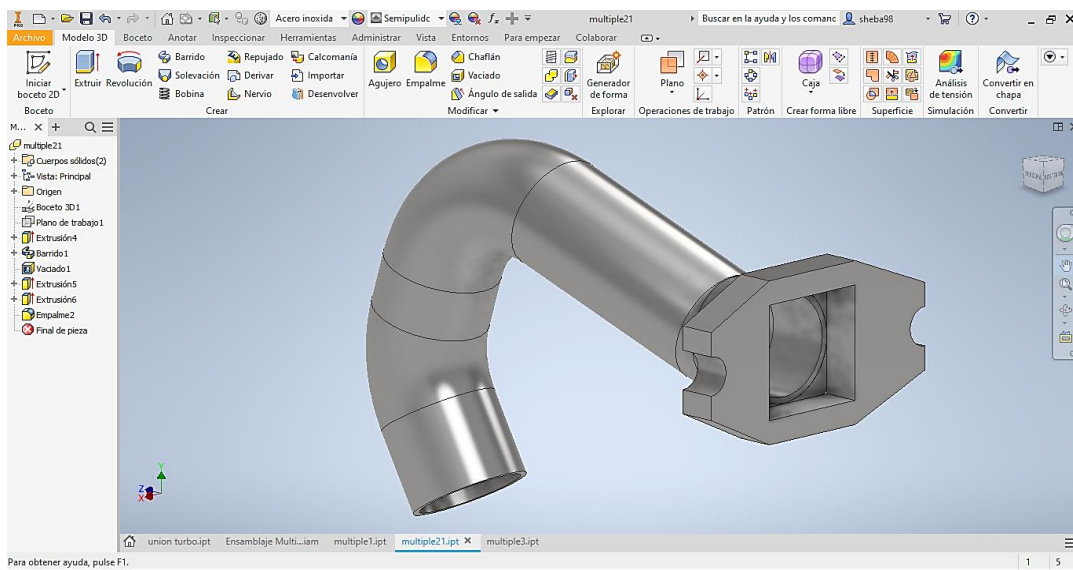 I PRO Acero inoxida Semipulidc fx multiple21 Buscar en la ayuda y los comanc sheba98
Archivo Modelo 3D Boceto Anotar Inspeccionar Herramientas Administrar Vista Entornos Para empezar Colaborar
Barrido Repujado Calcomanía Chaflán
Iniciar boceto 2D Extruir Revolución Solevación Derivar Importar Agujero Empalme Vaciado Generador de forma Plano Caja Análisis de tensión Convertir en chapa
Bobina Nervio Desenvolver Ángulo de salida
Boceto Crear Modificar Explorar Operaciones de trabajo Patrón Crear forma libre Superficie Simulación Convertir
M...
multiple21
Cuerpos sólidos(2)
Vista: Principal
Origen
Boceto 3D1
Plano de trabajo1
Extrusión4
Barrido1
Vaciado1
Extrusión5
Extrusión6
Empalme2
Final de pieza
Y
Z
X
union turbo.ipt Ensamblaje Multi...iam multiple1.ipt multiple21.ipt multiple3.ipt
Para obtener ayuda, pulse F1. 1 5